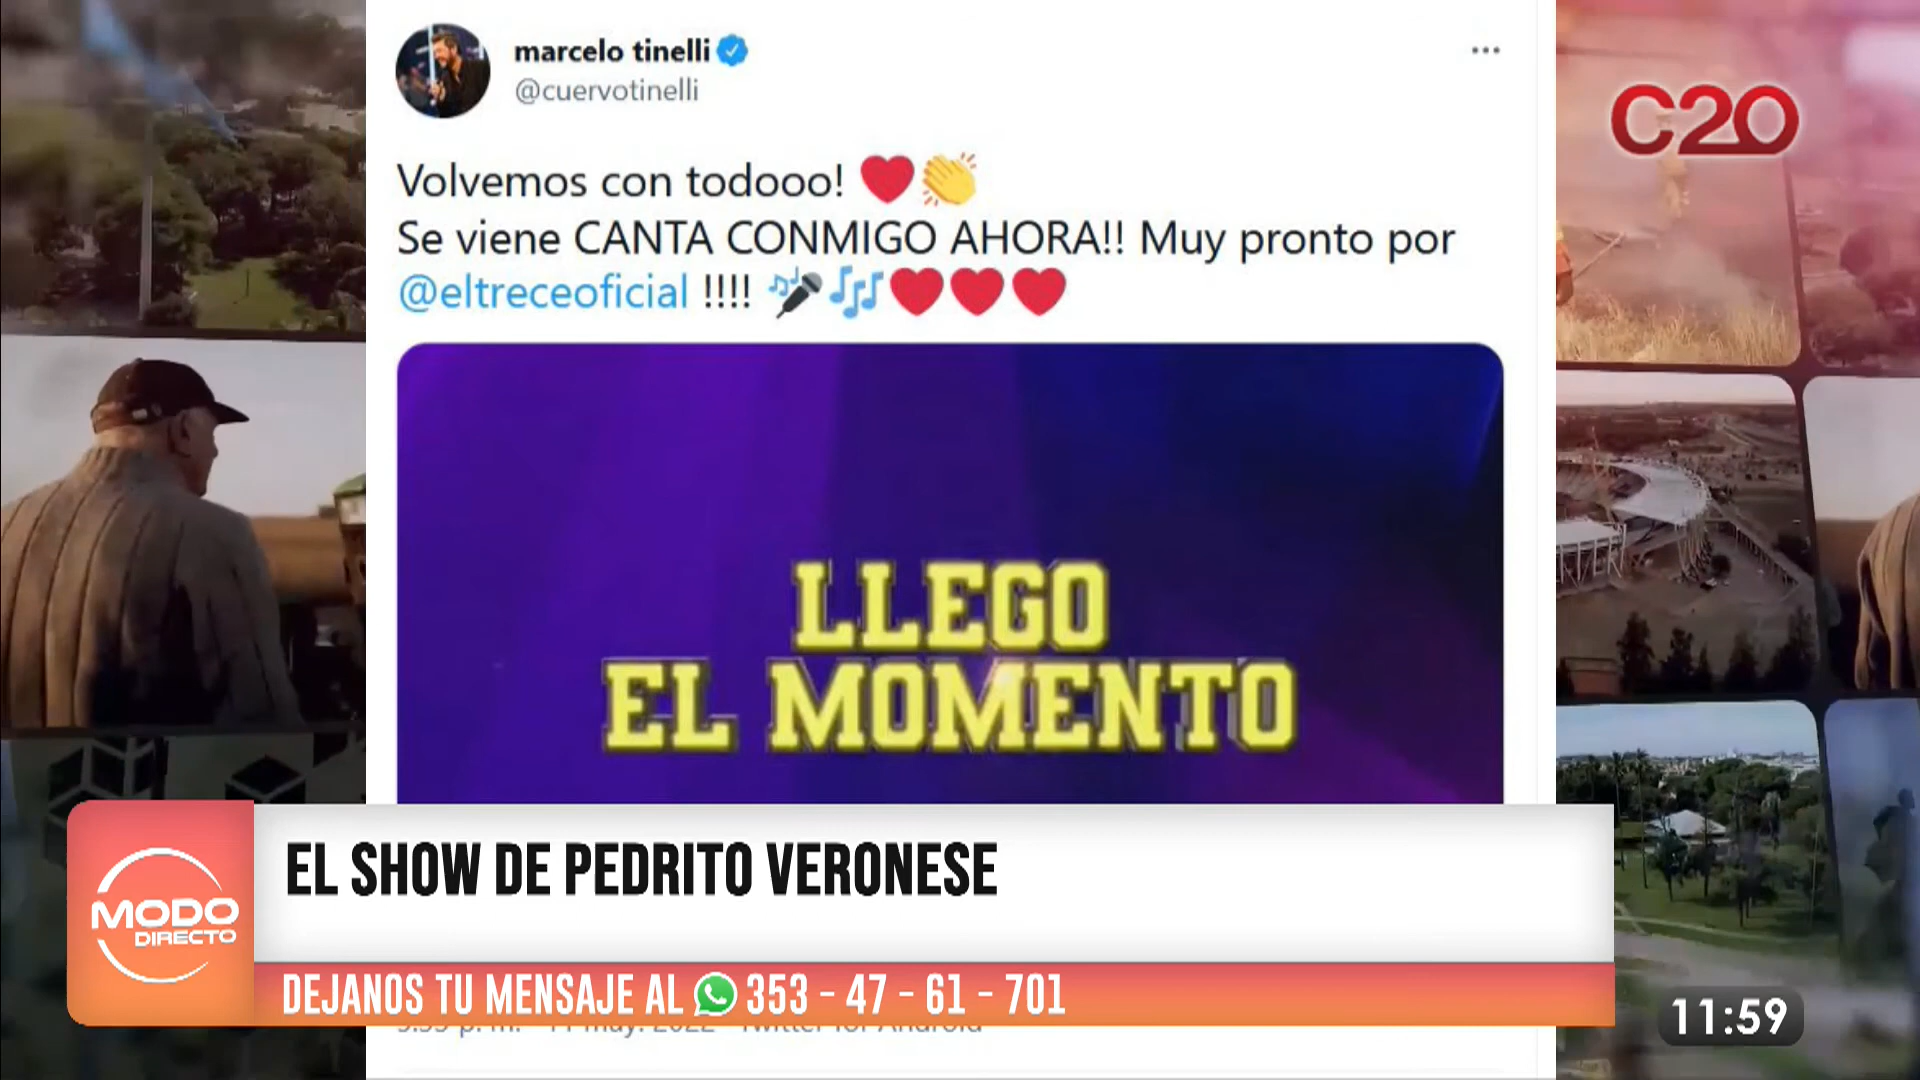 marcelo tinelli
@cuervotinelli
C20
Volvemos con todooo!
Se viene CANTA CONMIGO AHORA!! Muy pronto por
@eltreceoficial !!!!
LLEGO
EL MOMENTO
EL SHOW DE PEDRITO VERONESE
MODO
DIRECTO
DEJANOS TU MENSAJE AL 353 - 47 - 61 - 701
11:59